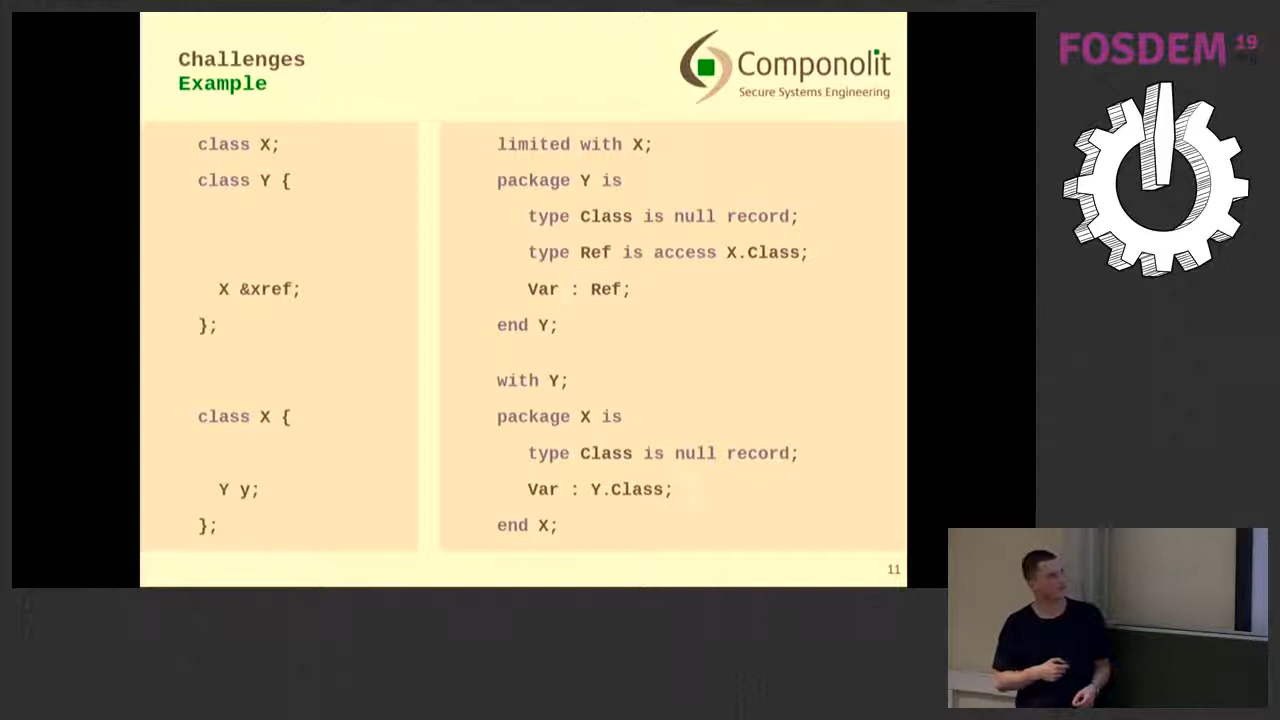 Challenges
Example
Componolit
Secure Systems Engineering
FOSDEM 19
class X;
class Y {
X &xref;
};
class X {
Y y;
};
limited with X;
package Y is
type Class is null record;
type Ref is access X.Class;
Var : Ref;
end Y;
with Y;
package X is
type Class is null record;
Var : Y.Class;
end X;
11